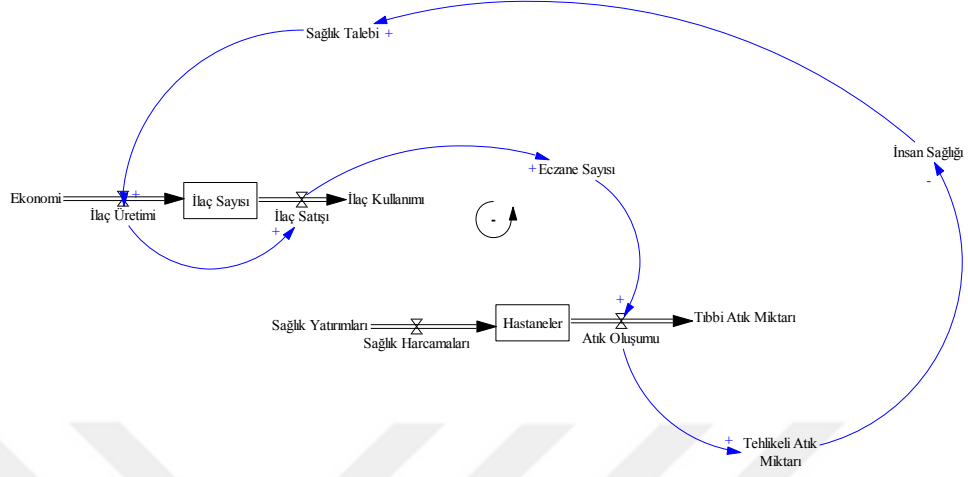 Sağlık Talebi +
İnsan Sağlığı
-
+ Eczane Sayısı
Ekonomi
+
İlaç Sayısı
İlaç Kullanımı
İlaç Üretimi
İlaç Satışı
+
-
+
Hastaneler
Sağlık Yatırımları
Tıbbi Atık Miktarı
Sağlık Harcamaları
Atık Oluşumu
+
Tehlikeli Atık
Miktarı